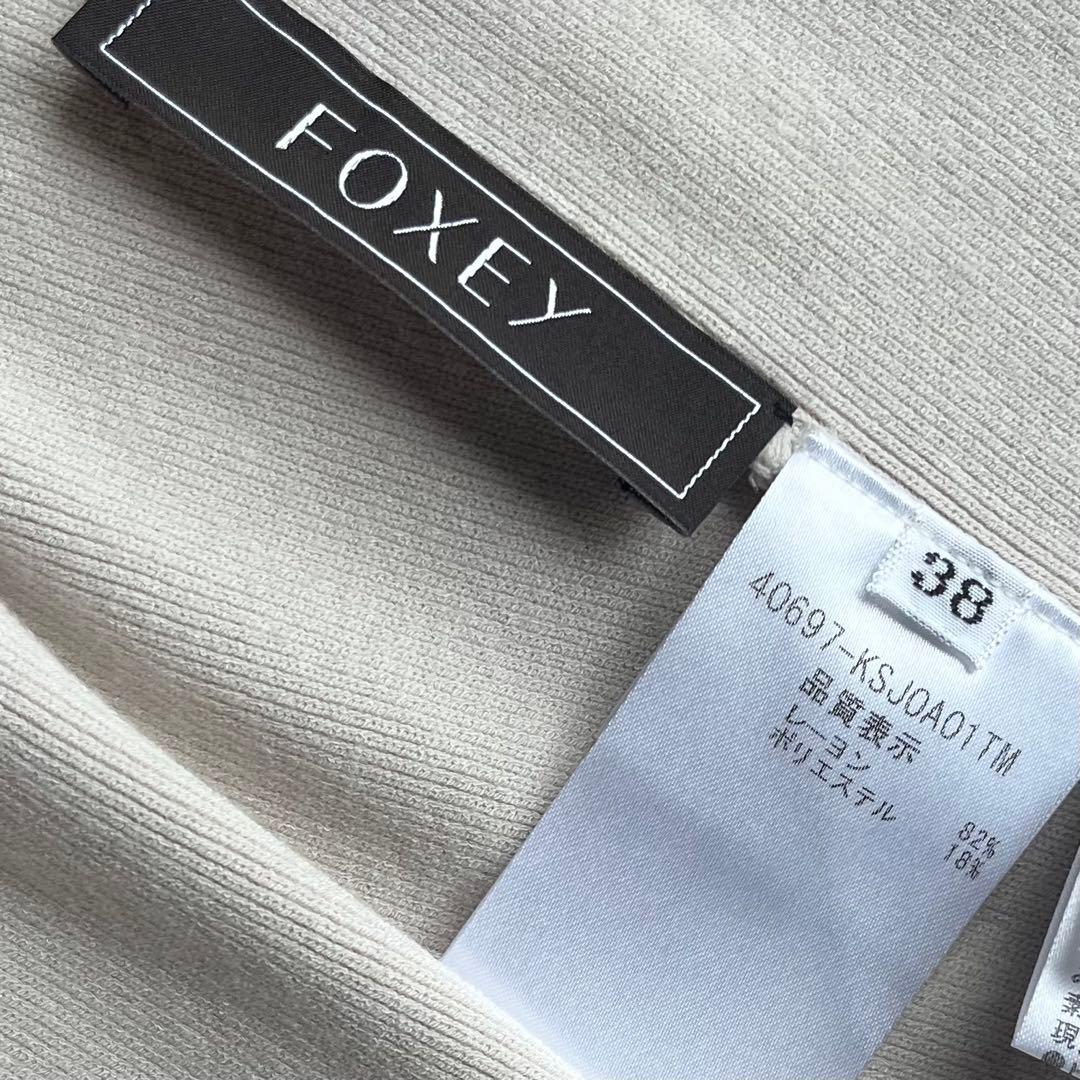 FOXEY
38
40697-KSJ0A01TM
品質表示
レーヨン 82%
ポリエステル 18%